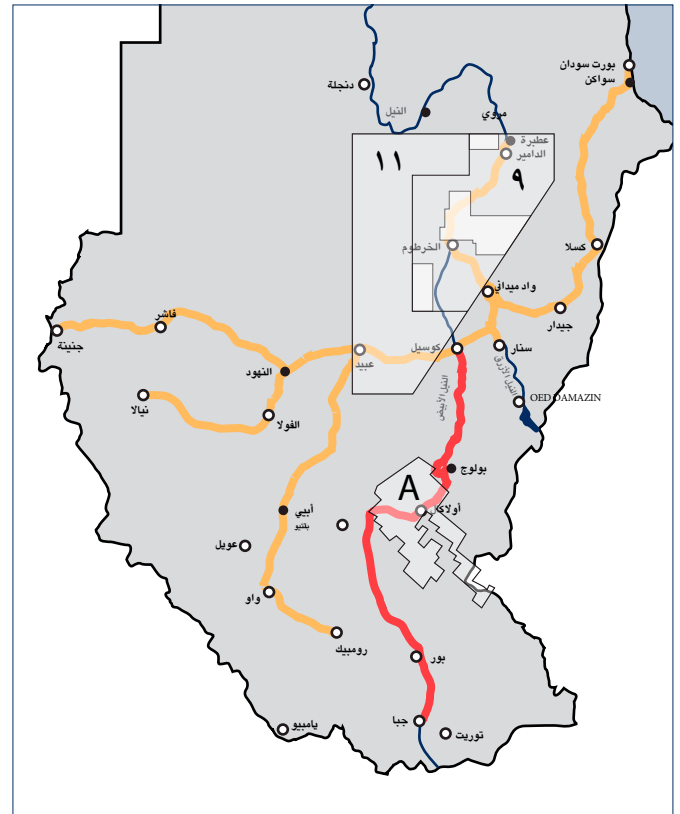 بورت سودان
سواكن
دنجلة
النيل
مروي
عطبرة
الدامير
١١
٩
الخرطوم
كسلا
واد ميداني
جيدار
فاشر
جنينة
عبيد
كوسيل
سنار
النهود
نيالا
الفولا
النيل الأبيض
النيل الأزرق
OED DAMAZIN
بولوج
A
أولاكال
أبيي
بنتيو
عويل
واو
رومبيك
بور
جبا
يامبيو
توريت